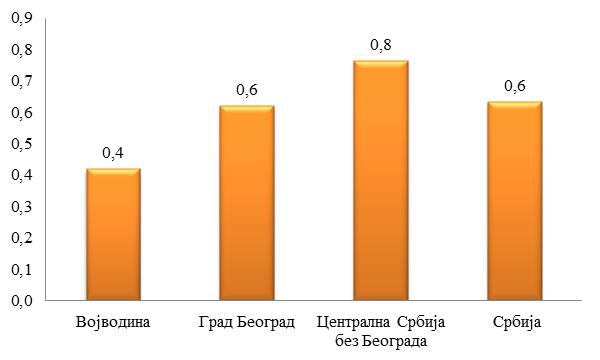 0,9
0,8
0,7
0,6
0,5
0,4
0,3
0,2
0,1
0,0
0,4
0,6
0,8
0,6
Војводина
Град Београд
Централна Србија
без Београда
Србија